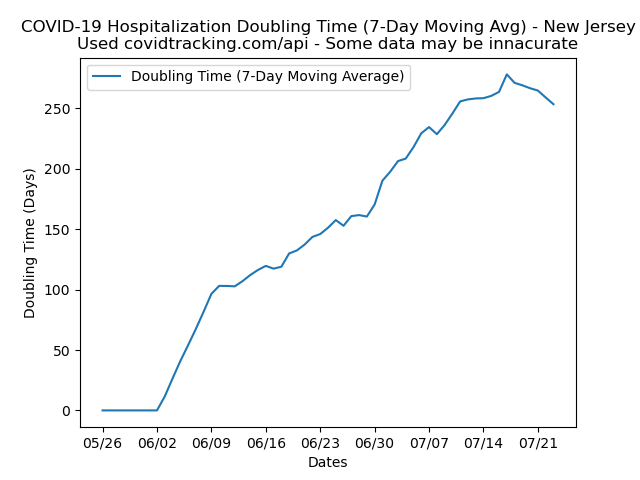 COVID-19 Hospitalization Doubling Time (7-Day Moving Avg) - New Jersey
Used covidtracking.com/api - Some data may be innacurate
Doubling Time (7-Day Moving Average)
Doubling Time (Days)
250
200
150
100
50
0
05/26 06/02 06/09 06/16 06/23 06/30 07/07 07/14 07/21
Dates